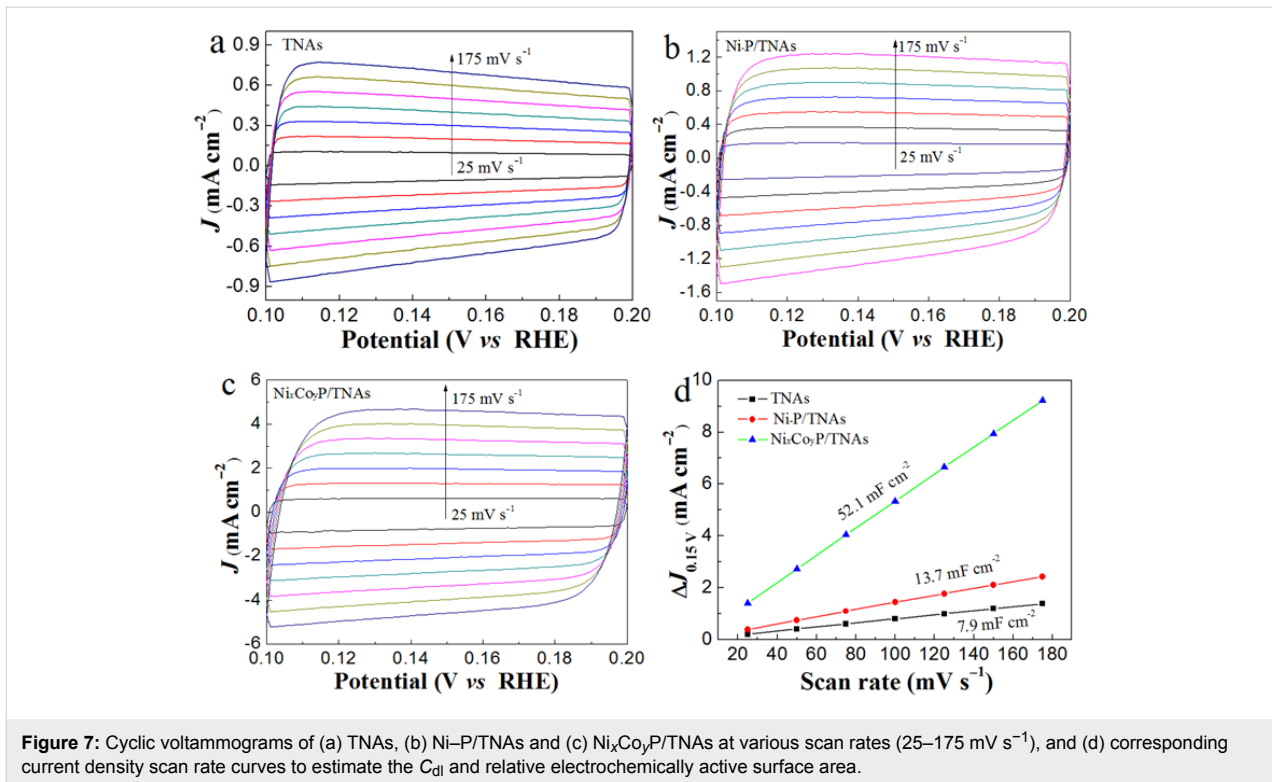 a
TNAs
175 mV s⁻¹
25 mV s⁻¹
0.9
0.6
0.3
0.0
-0.3
-0.6
-0.9
J (mA cm⁻²)
0.10 0.12 0.14 0.16 0.18 0.20
Potential (V vs RHE)
b
Ni-P/TNAs
175 mV s⁻¹
25 mV s⁻¹
1.2
0.8
0.4
0.0
-0.4
-0.8
-1.2
-1.6
J (mA cm⁻²)
0.10 0.12 0.14 0.16 0.18 0.20
Potential (V vs RHE)
c
NiₓCoᵧP/TNAs
175 mV s⁻¹
25 mV s⁻¹
6
4
2
0
-2
-4
-6
J (mA cm⁻²)
0.10 0.12 0.14 0.16 0.18 0.20
Potential (V vs RHE)
d
TNAs
Ni-P/TNAs
NiₓCoᵧP/TNAs
52.1 mF cm⁻²
13.7 mF cm⁻²
7.9 mF cm⁻²
10
8
6
4
2
0
ΔJ0.15 V (mA cm⁻²)
20 40 60 80 100 120 140 160 180
Scan rate (mV s⁻¹)
Figure 7: Cyclic voltammograms of (a) TNAs, (b) Ni–P/TNAs and (c) NiₓCoᵧP/TNAs at various scan rates (25–175 mV s⁻¹), and (d) corresponding
current density scan rate curves to estimate the Cdl and relative electrochemically active surface area.